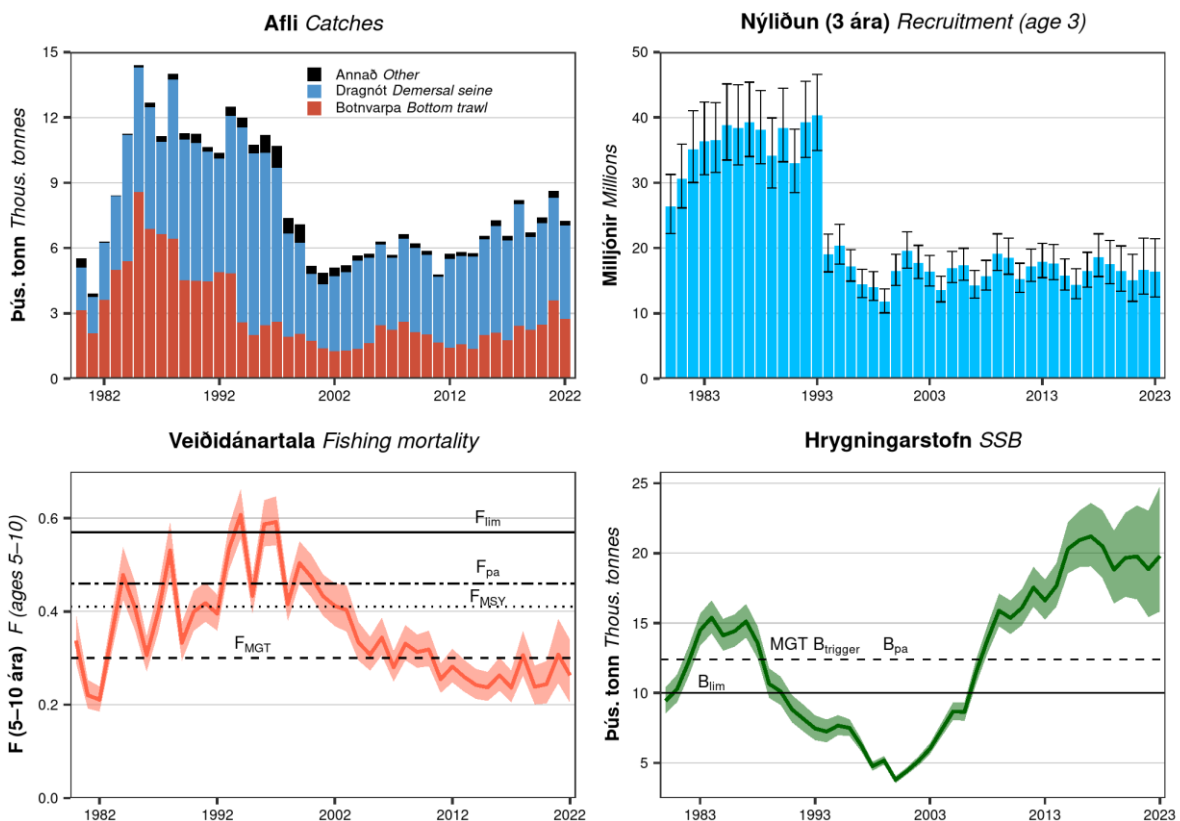 Afli Catches
Þús. tonn Thous. tonnes
15
12
9
6
3
0
Annað Other
Dragnót Demersal seine
Botnvarpa Bottom trawl
1982 1992 2002 2012 2022
Nýliðun (3 ára) Recruitment (age 3)
Milljónir Millions
50
40
30
20
10
0
1983 1993 2003 2013 2023
Veiðidánartala Fishing mortality
F (5–10 ára) F (ages 5–10)
0.6
0.4
0.2
0.0
Flim
Fpa
FMSY
FMGT
1982 1992 2002 2012 2022
Hrygningarstofn SSB
Þús. tonn Thous. tonnes
25
20
15
10
5
MGT Btrigger Bpa
Blim
1983 1993 2003 2013 2023